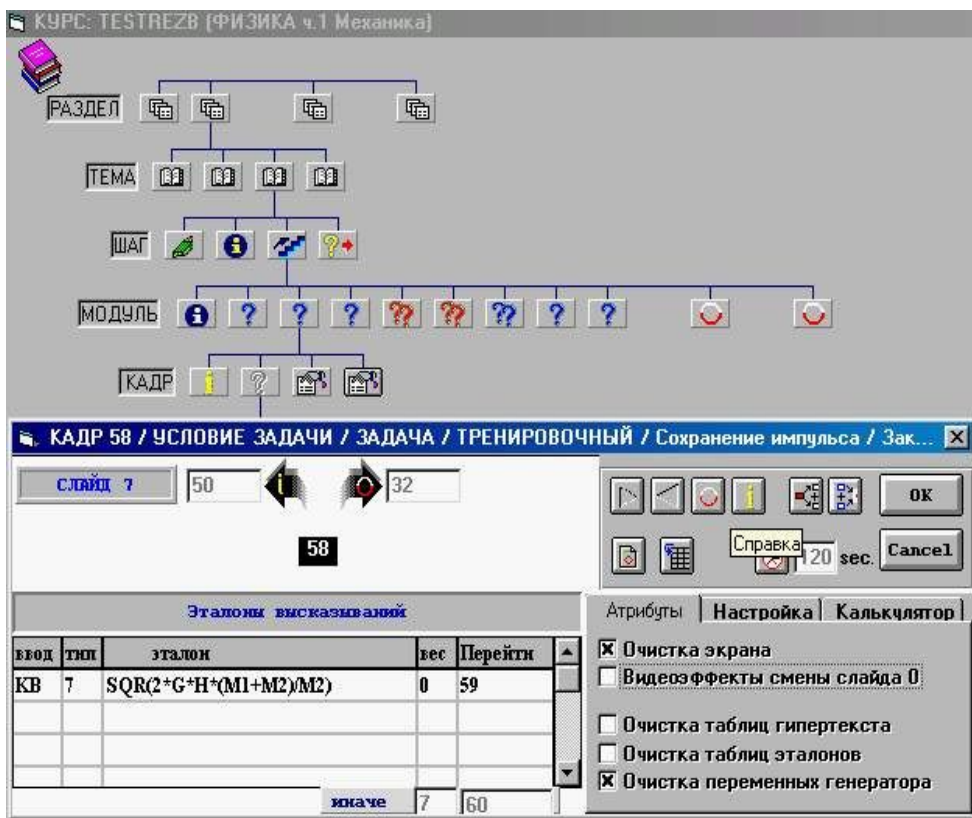 КУРС: TESTREZB (ФИЗИКА ч.1 Механика)
РАЗДЕЛ
ТЕМА
ШАГ
МОДУЛЬ
КАДР
КАДР 58 / УСЛОВИЕ ЗАДАЧИ / ЗАДАЧА / ТРЕНИРОВОЧНЫЙ / Сохранение импульса / Зак...
СЛАЙД 7 50 32
OK
58
Справка 120 sec. Cancel
Эталоны высказываний
Атрибуты Настройка Калькулятор
ввод тип эталон вес Перейти
KB 7 SQR(2*G*H*(M1+M2)/M2) 0 59
Очистка экрана
Видеоэффекты смены слайда 0
Очистка таблиц гипертекста
Очистка таблиц эталонов
Очистка переменных генератора
иначе 7 60